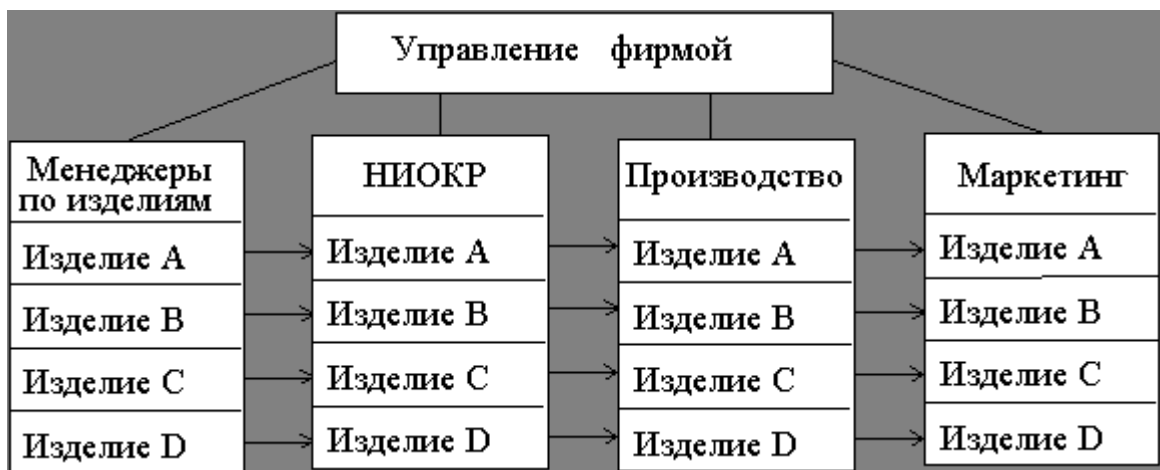 Управление фирмой
Менеджеры
по изделиям
НИОКР
Производство
Маркетинг
Изделие A
Изделие A
Изделие A
Изделие A
Изделие B
Изделие B
Изделие B
Изделие B
Изделие C
Изделие C
Изделие C
Изделие C
Изделие D
Изделие D
Изделие D
Изделие D